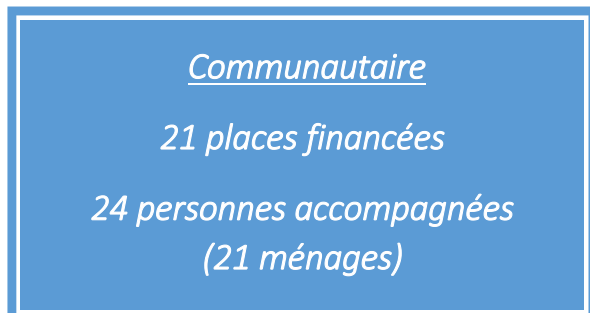 Communautaire
21 places financées
24 personnes accompagnées
(21 ménages)